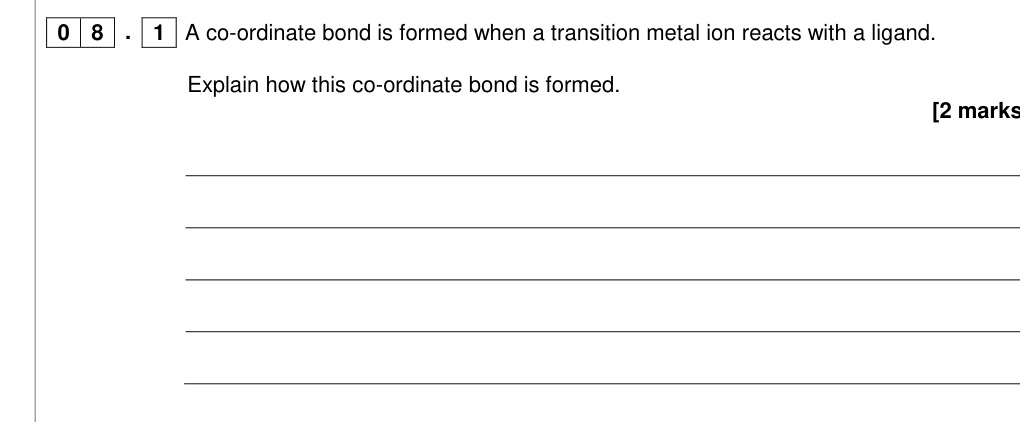 0 8 . 1 A co-ordinate bond is formed when a transition metal ion reacts with a ligand.
Explain how this co-ordinate bond is formed.
[2 marks